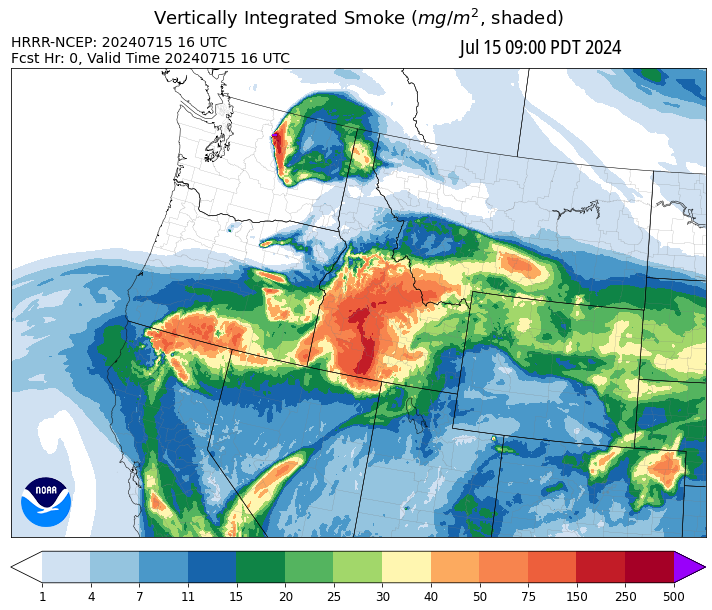 Vertically Integrated Smoke (mg/m², shaded)
HRRR-NCEP: 20240715 16 UTC
Fcst Hr: 0, Valid Time 20240715 16 UTC
Jul 15 09:00 PDT 2024
NOAA
1 4 7 11 15 20 25 30 40 50 75 150 250 500